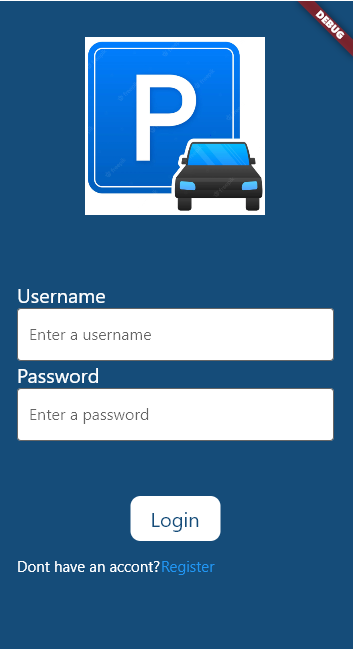 DEBUG
P
Username
Enter a username
Password
Enter a password
Login
Dont have an accont?Register